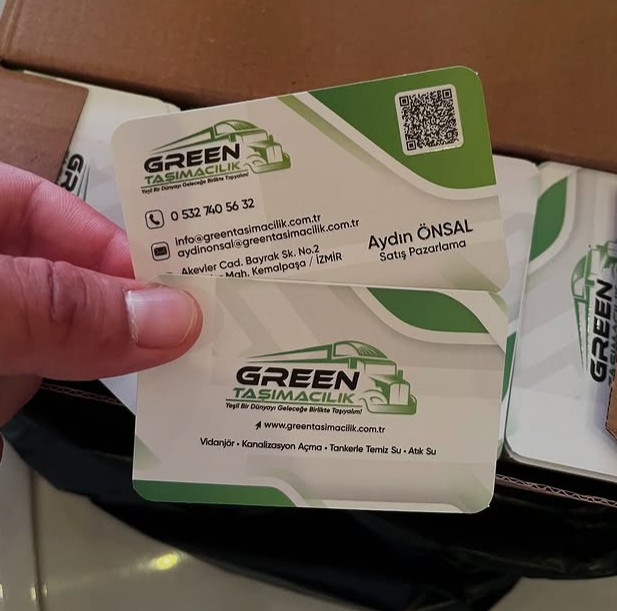 GREEN
TAŞIMACILIK
Yeşil Bir Dünyayı Geleceğe Birlikte Taşıyalım!
0 532 740 56 32
info@greentasimacilik.com.tr
aydinonsal@greentasimacilik.com.tr
Akevler Cad. Bayrak Sk. No.2
Mah. Kemalpaşa / İZMİR
Aydın ÖNSAL
Satış Pazarlama
GREEN
TAŞIMACILIK
Yeşil Bir Dünyayı Geleceğe Birlikte Taşıyalım!
www.greentasimacilik.com.tr
Vidanjör • Kanalizasyon Açma • Tankerle Temiz Su • Atık Su
GREEN